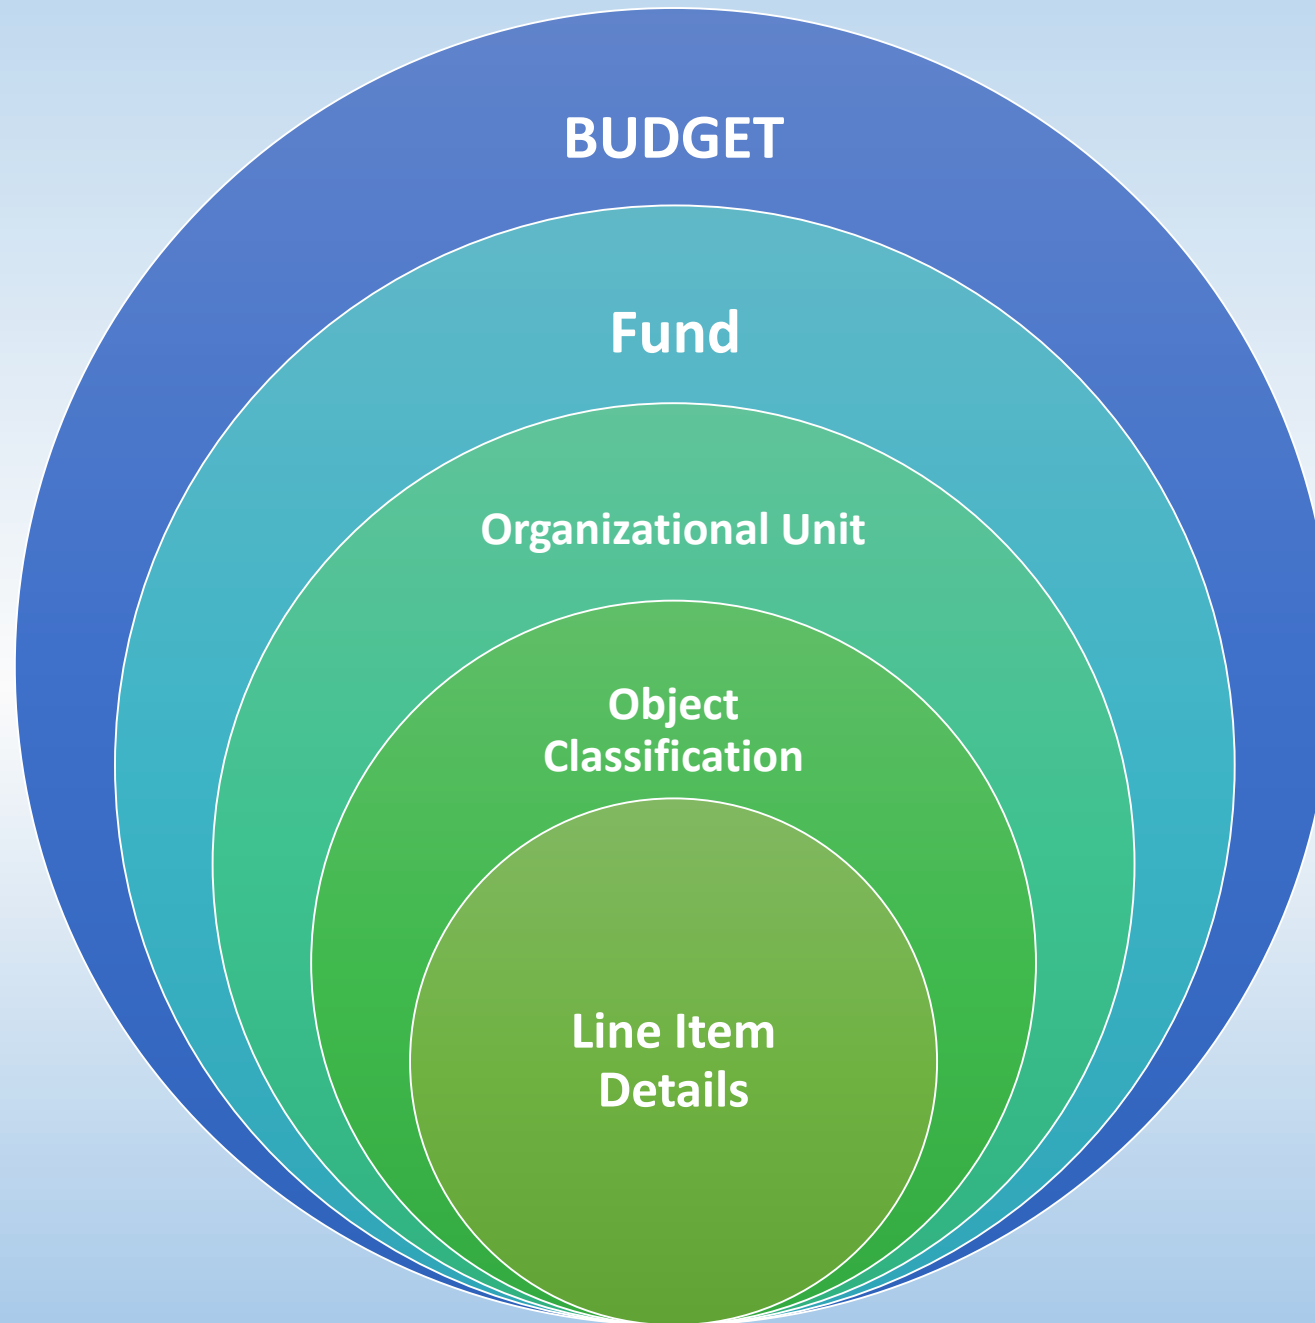 BUDGET
Fund
Organizational Unit
Object
Classification
Line Item
Details